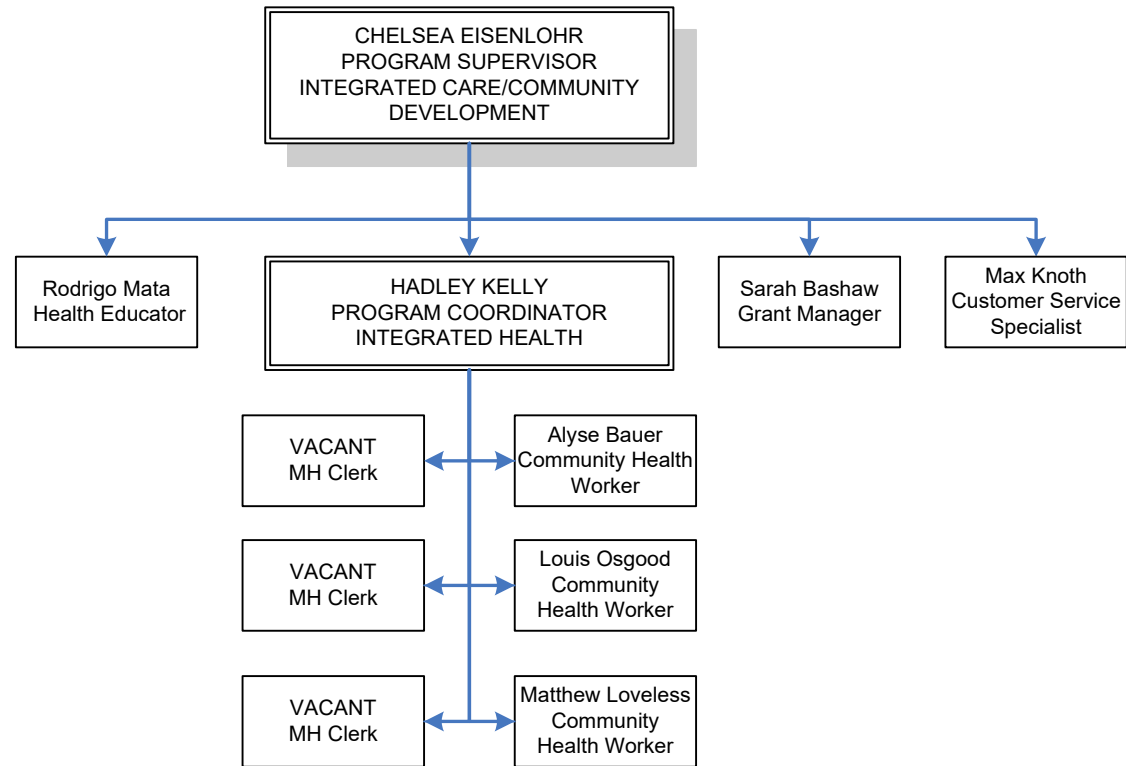 CHELSEA EISENLOHR
PROGRAM SUPERVISOR
INTEGRATED CARE/COMMUNITY
DEVELOPMENT
Rodrigo Mata
Health Educator
HADLEY KELLY
PROGRAM COORDINATOR
INTEGRATED HEALTH
Sarah Bashaw
Grant Manager
Max Knoth
Customer Service
Specialist
VACANT
MH Clerk
Alyse Bauer
Community Health
Worker
VACANT
MH Clerk
Louis Osgood
Community
Health Worker
VACANT
MH Clerk
Matthew Loveless
Community
Health Worker